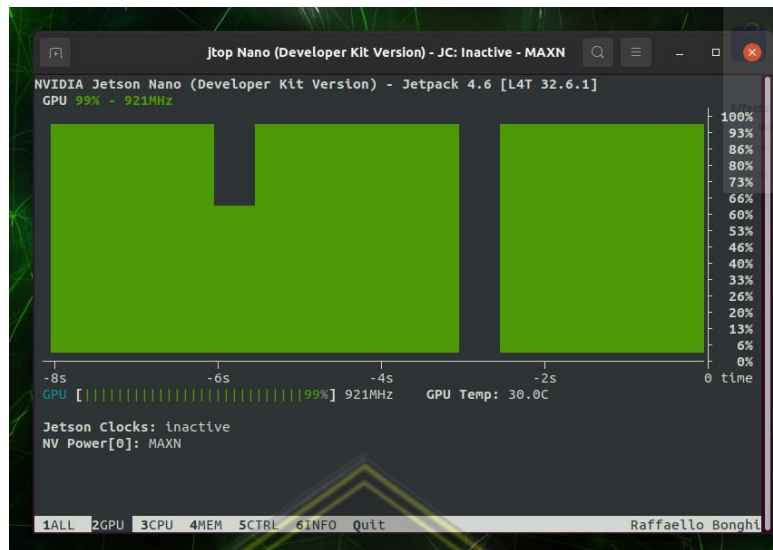 jtop Nano (Developer Kit Version) - JC: Inactive - MAXN
NVIDIA Jetson Nano (Developer Kit Version) - Jetpack 4.6 [L4T 32.6.1]
GPU 99% - 921MHz
100%
93%
86%
80%
73%
66%
60%
53%
46%
40%
33%
26%
20%
13%
6%
0%
-8s -6s -4s -2s 0 time
GPU [||||||||||||||||||||||||||||99%] 921MHz GPU Temp: 30.0C
Jetson Clocks: inactive
NV Power[0]: MAXN
1ALL 2GPU 3CPU 4MEM 5CTRL 6INFO Quit Raffaello Bonghi